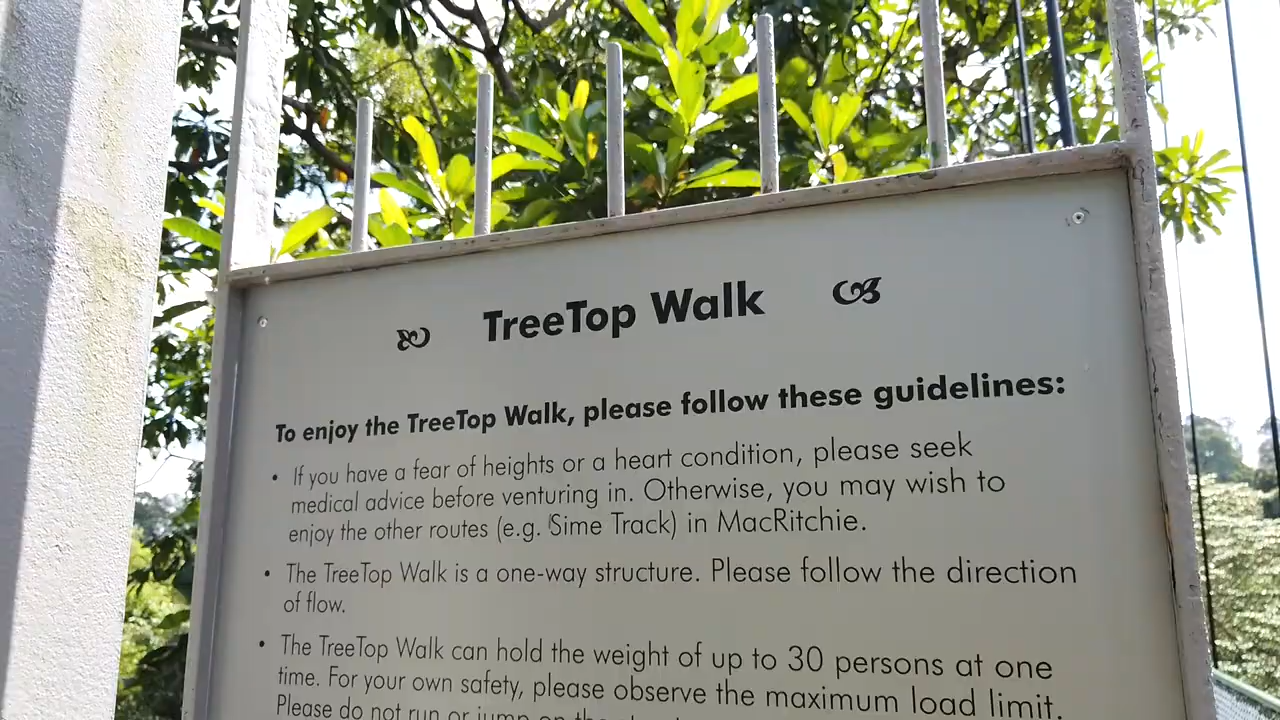 TreeTop Walk
To enjoy the TreeTop Walk, please follow these guidelines:
• If you have a fear of heights or a heart condition, please seek
medical advice before venturing in. Otherwise, you may wish to
enjoy the other routes (e.g. Sime Track) in MacRitchie.
• The TreeTop Walk is a one-way structure. Please follow the direction
of flow.
• The TreeTop Walk can hold the weight of up to 30 persons at one
time. For your own safety, please observe the maximum load limit.
Please do not run or jump on the